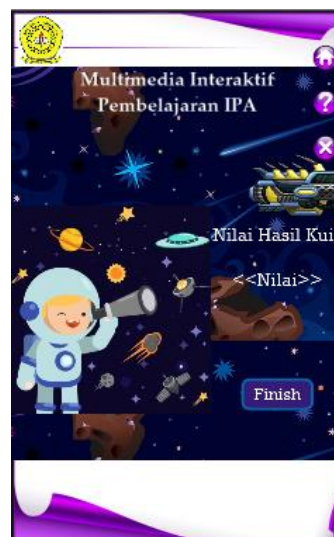 Multimedia Interaktif
Pembelajaran IPA
?
Nilai Hasil Kui
<<Nilai>>
Finish